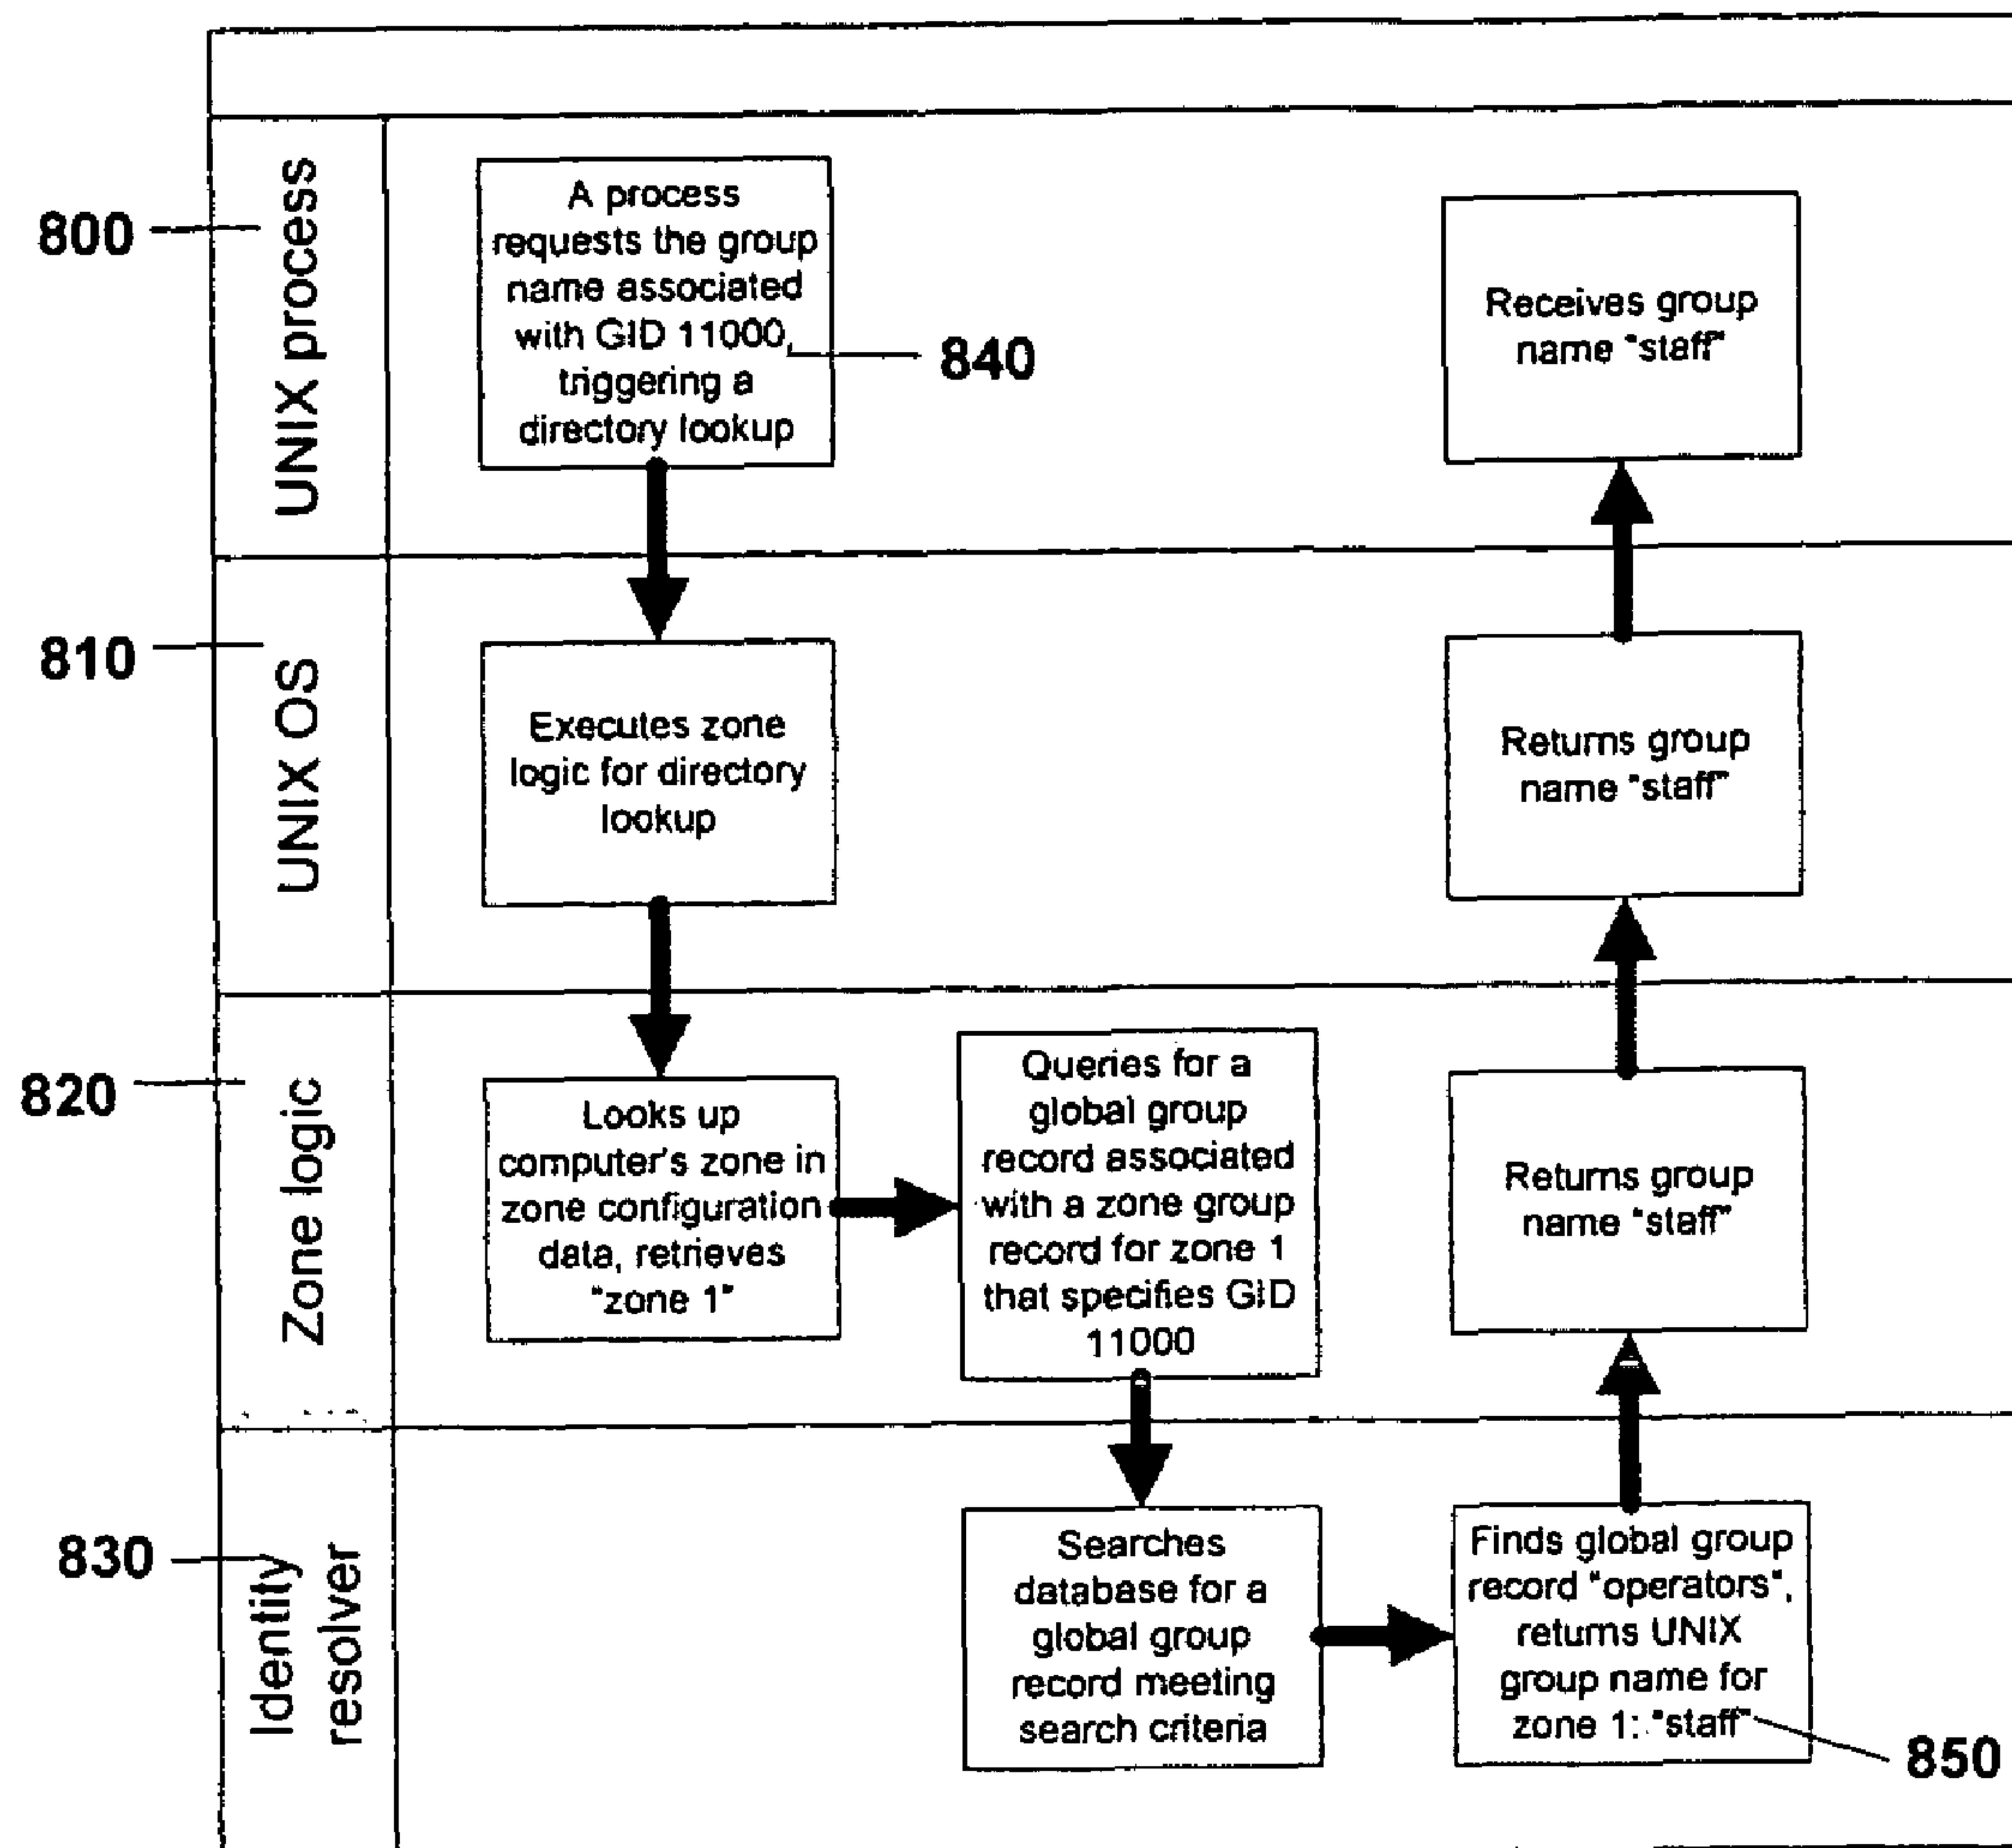 800
UNIX process
A process
requests the group
name associated
with GID 11000,
triggering a
directory lookup
840
Receives group
name "staff"
810
UNIX OS
Executes zone
logic for directory
lookup
Returns group
name "staff"
820
Zone logic
Looks up
computer's zone in
zone configuration
data, retrieves
"zone 1"
Queries for a
global group
record associated
with a zone group
record for zone 1
that specifies GID
11000
Returns group
name "staff"
830
Identity
resolver
Searches
database for a
global group
record meeting
search criteria
Finds global group
record "operators",
returns UNIX
group name for
zone 1: "staff"
850